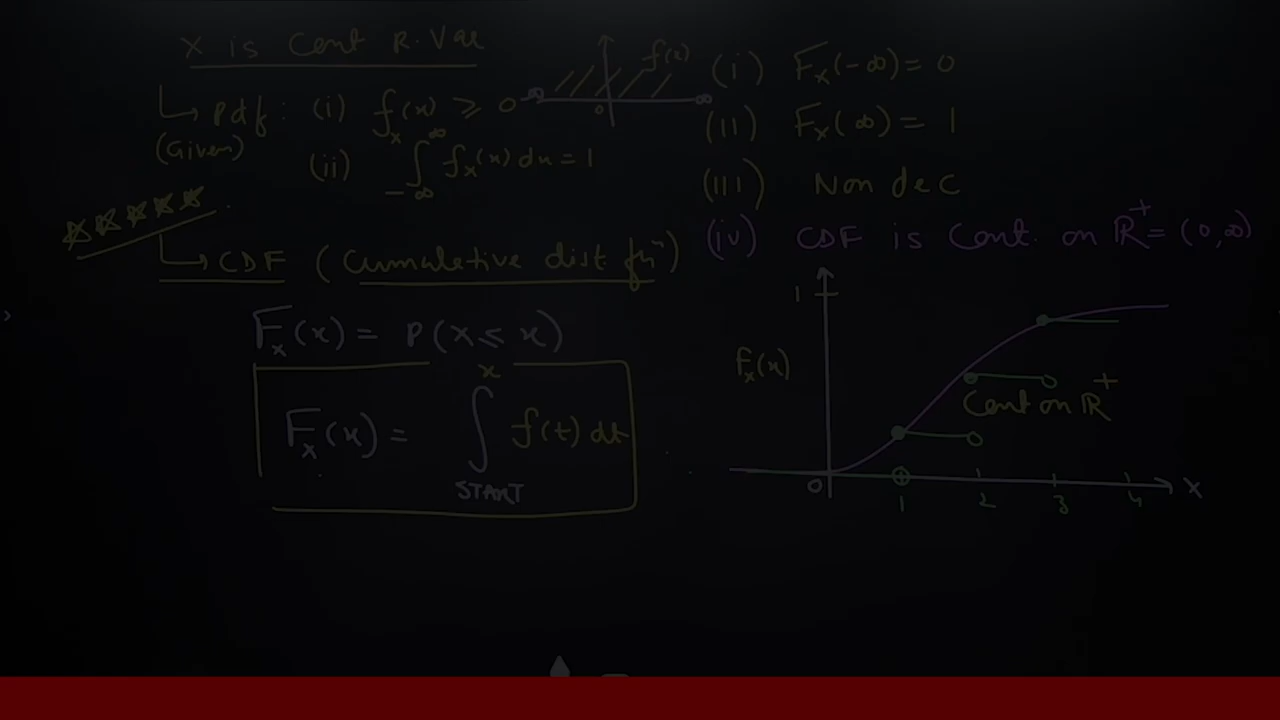 X is Cont R.Var
Pdf : (i) fx(x) ≥ 0
(Given)
(ii) ∫_{-∞}^{∞} fx(x) dx = 1
-∞ 0 ∞ f(x)
CDF (Cumulative dist. fnⁿ)
Fx(x) = P(X ≤ x)
Fx(x) = ∫_{START}^{x} f(t) dt
(i) Fx(-∞) = 0
(ii) Fx(∞) = 1
(iii) Non dec
(iv) CDF is Cont. on ℝ⁺ = (0,∞)
1
Fx(x)
Cont on ℝ⁺
0 1 2 3 4 X